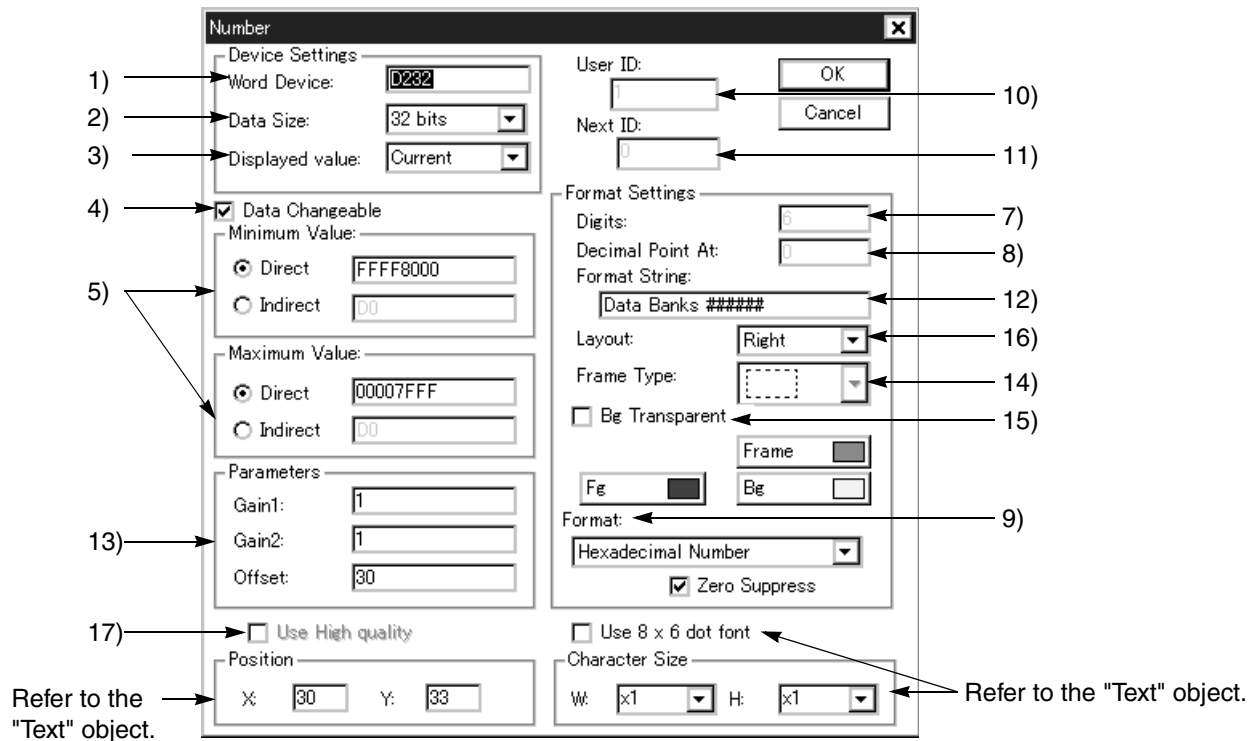 Number
Device Settings
1) Word Device: D232
2) Data Size: 32 bits
3) Displayed value: Current
User ID:
1
10)
Next ID:
0
11)
OK
Cancel
4) Data Changeable
5)
Minimum Value:
Direct FFFF8000
Indirect D0
Maximum Value:
Direct 00007FFF
Indirect D0
13)
Parameters
Gain1: 1
Gain2: 1
Offset: 30
Format Settings
Digits: 6 7)
Decimal Point At: 0 8)
Format String:
Data Banks ###### 12)
Layout: Right 16)
Frame Type: 14)
Bg Transparent 15)
Frame
Fg Bg
Format: 9)
Hexadecimal Number
Zero Suppress
17) Use High quality
Use 8 x 6 dot font
Position
X: 30 Y: 33
Refer to the
"Text" object.
Character Size
W: x1 H: x1
Refer to the "Text" object.